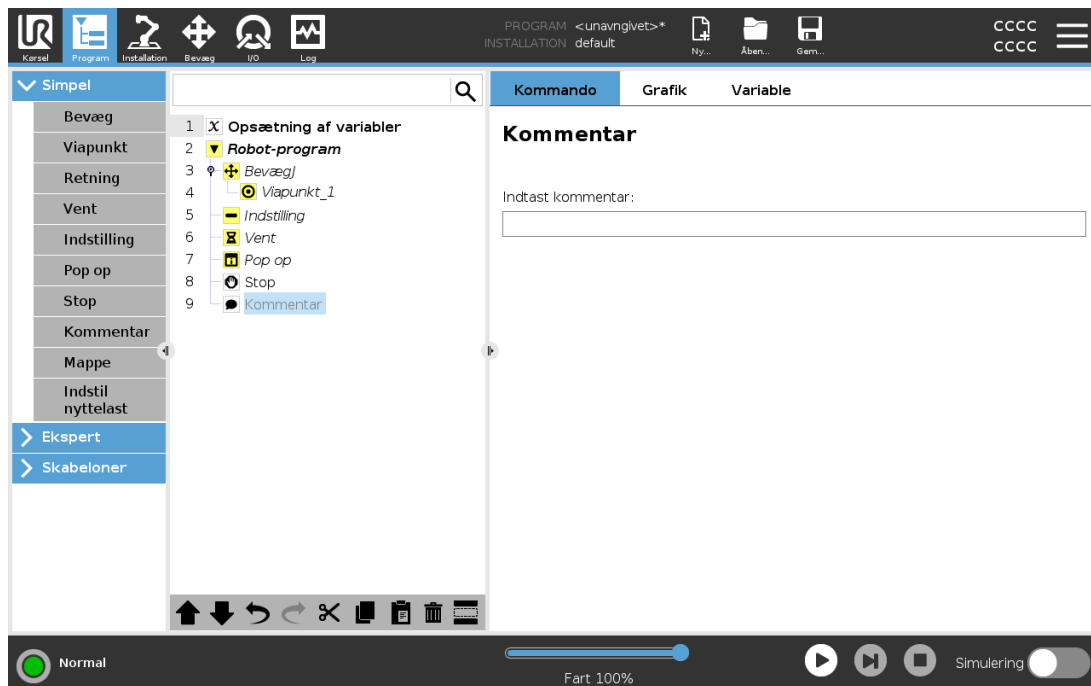 PROGRAM <unavngivet>*
INSTALLATION default
CCCC
CCCC
Kørsel Program Installation Bevæg I/O Log Ny... Åben... Gem...
Simpel
Bevæg
Viapunkt
Retning
Vent
Indstilling
Pop op
Stop
Kommentar
Mappe
Indstil
nyttelast
Ekspert
Skabeloner
1 x Opsætning af variabler
2 Robot-program
3 BevægJ
4 Viapunkt_1
5 Indstilling
6 Vent
7 Pop op
8 Stop
9 Kommentar
Kommando Grafik Variable
Kommentar
Indtast kommentar:
Normal
Fart 100%
Simulering